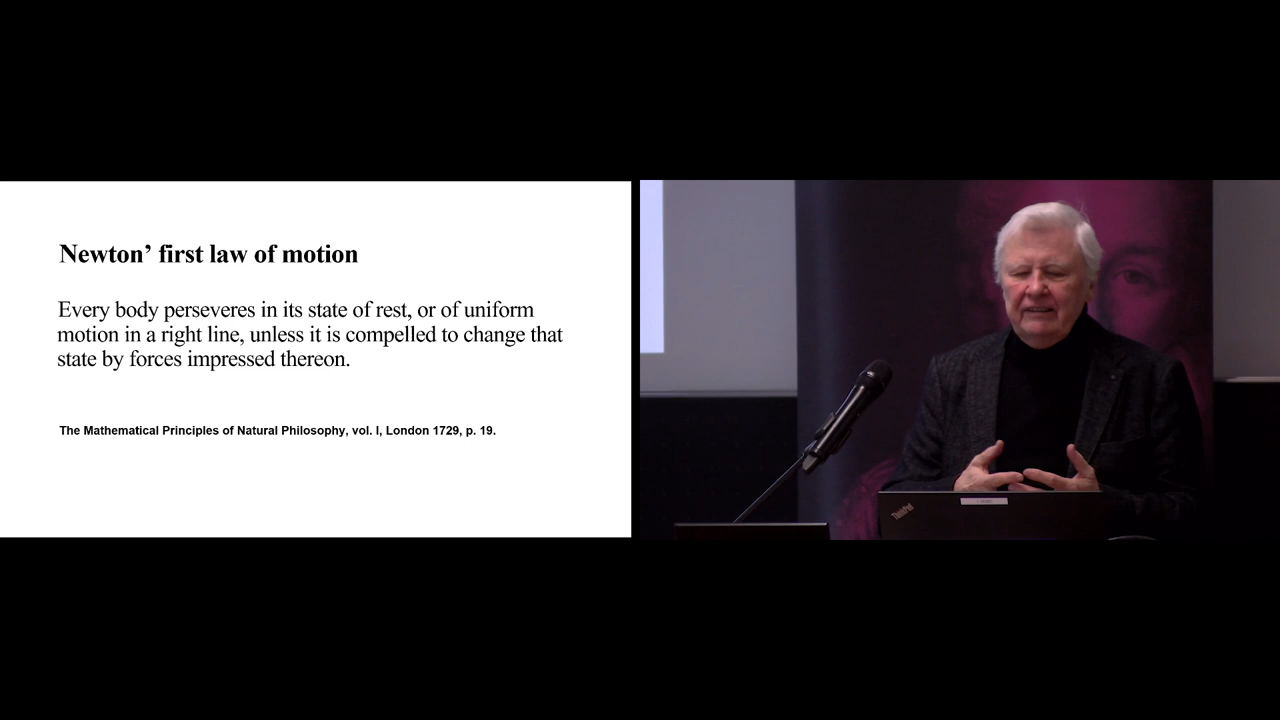 Newton’ first law of motion
Every body perseveres in its state of rest, or of uniform
motion in a right line, unless it is compelled to change that
state by forces impressed thereon.
The Mathematical Principles of Natural Philosophy, vol. I, London 1729, p. 19.
ThinkPad